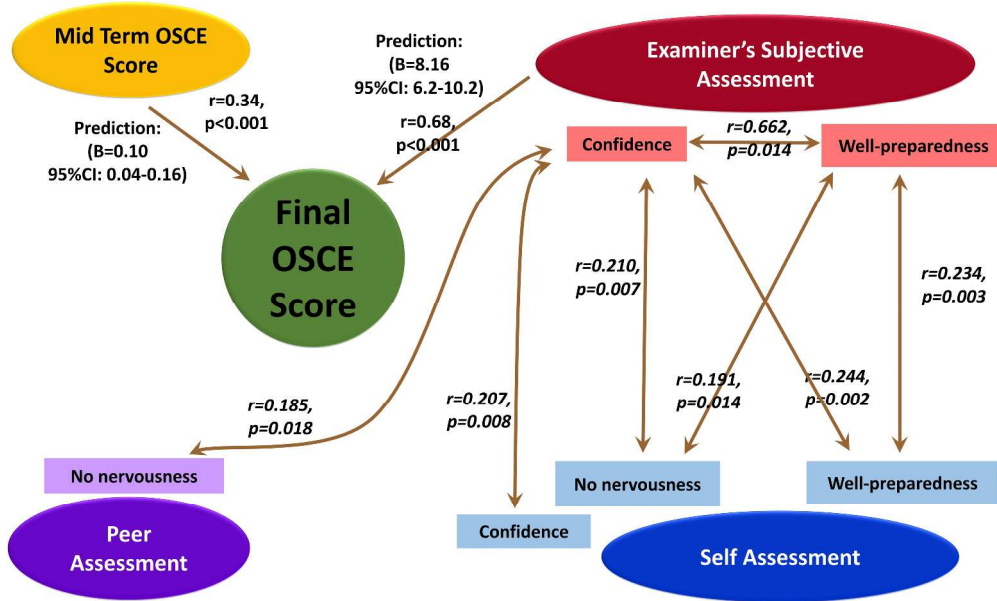 Mid Term OSCE
Score
r=0.34,
p<0.001
Prediction:
(B=0.10
95%CI: 0.04-0.16)
Prediction:
(B=8.16
95%CI: 6.2-10.2)
r=0.68,
p<0.001
Examiner's Subjective
Assessment
Confidence
r=0.662,
p=0.014
Well-preparedness
Final
OSCE
Score
r=0.210,
p=0.007
r=0.234,
p=0.003
r=0.185,
p=0.018
r=0.207,
p=0.008
r=0.191,
p=0.014
r=0.244,
p=0.002
No nervousness
Peer
Assessment
Confidence
No nervousness
Well-preparedness
Self Assessment